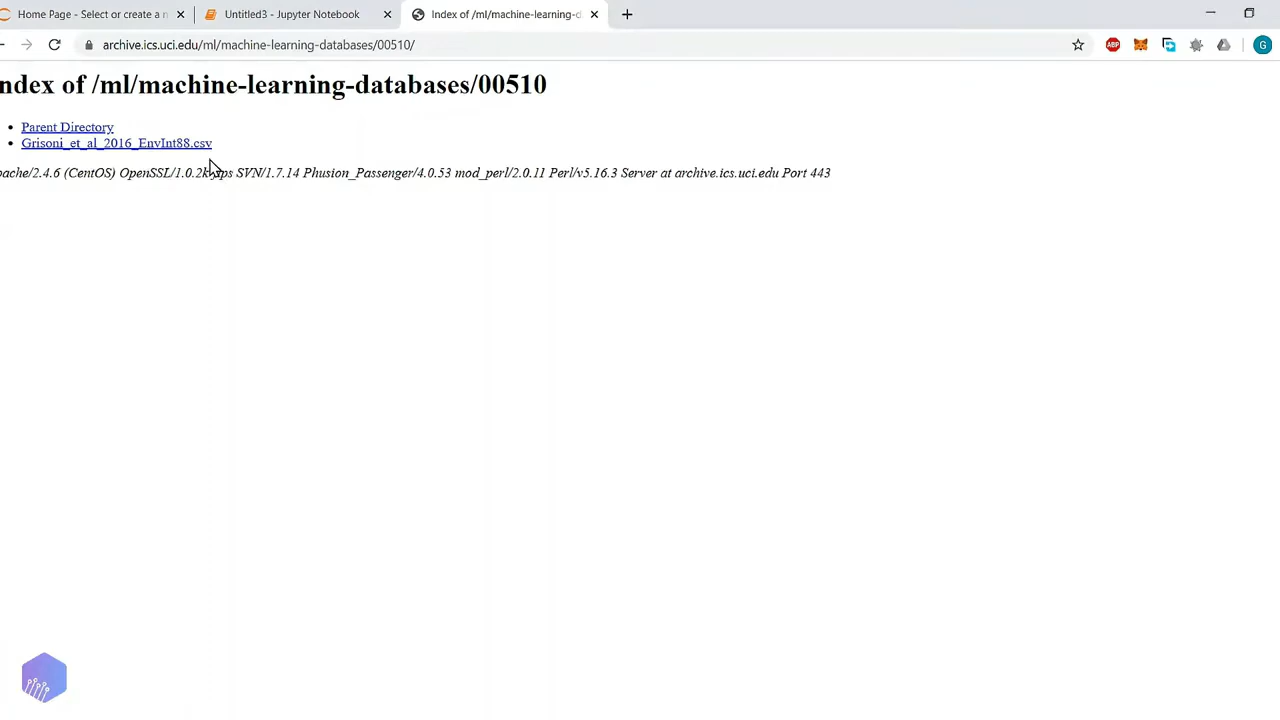 Home Page - Select or create a n
Untitled3 - Jupyter Notebook
Index of /ml/machine-learning-d
archive.ics.uci.edu/ml/machine-learning-databases/00510/
ABP
G
ndex of /ml/machine-learning-databases/00510
Parent Directory
Grisoni_et_al_2016_EnvInt88.csv
pache/2.4.6 (CentOS) OpenSSL/1.0.2k-fips SVN/1.7.14 Phusion_Passenger/4.0.53 mod_perl/2.0.11 Perl/v5.16.3 Server at archive.ics.uci.edu Port 443